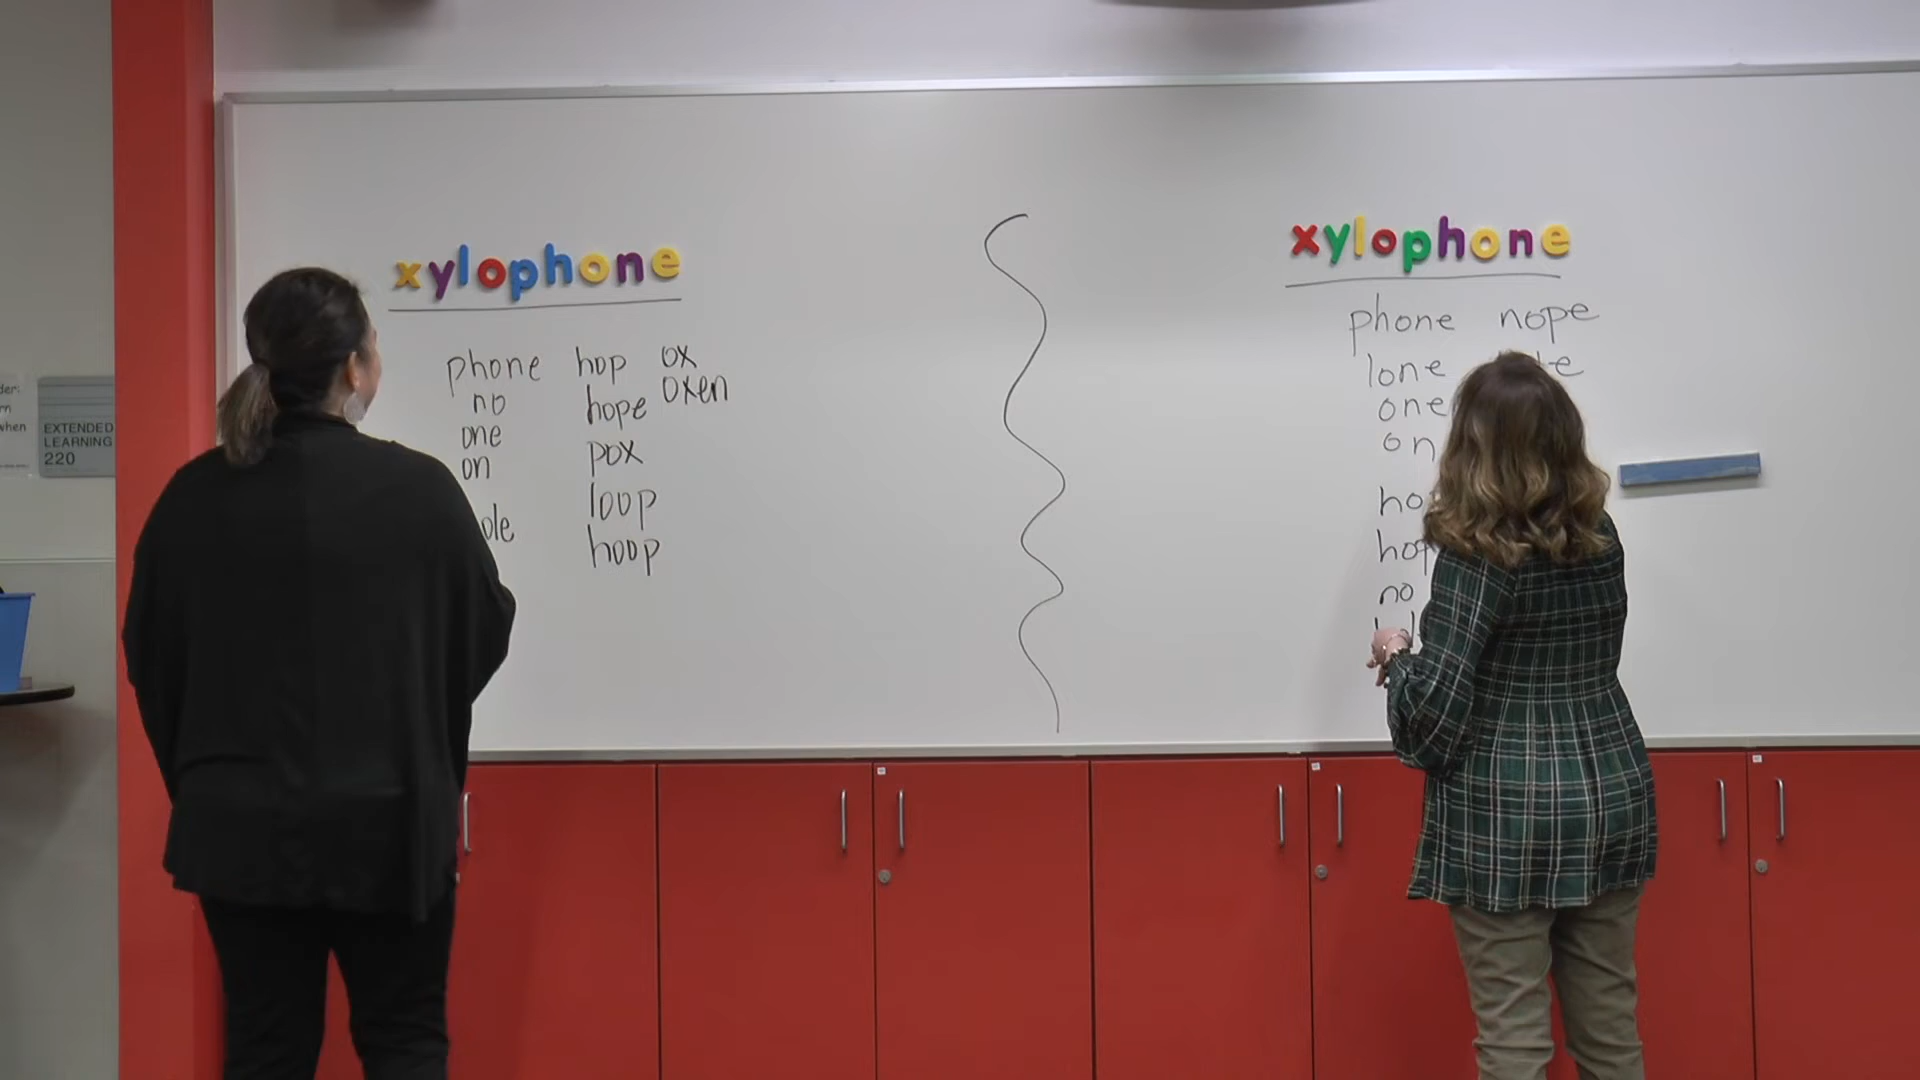 xylophone
phone hop ox
no hope oxen
one pox
on loop
hoop
xylophone
phone nope
lone
one
on
no
EXTENDED
LEARNING
220
when